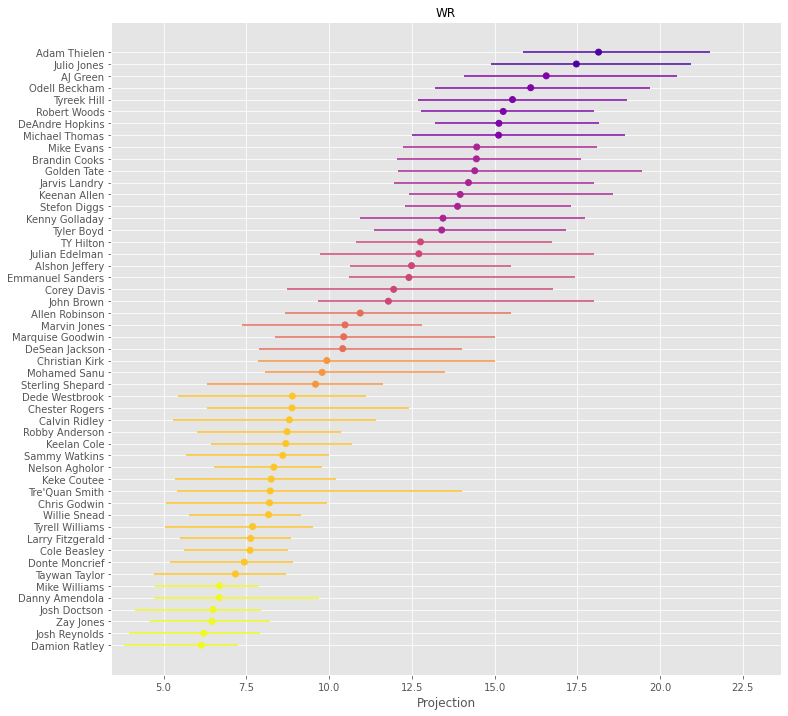 WR
Adam Thielen
Julio Jones
AJ Green
Odell Beckham
Tyreek Hill
Robert Woods
DeAndre Hopkins
Michael Thomas
Mike Evans
Brandin Cooks
Golden Tate
Jarvis Landry
Keenan Allen
Stefon Diggs
Kenny Golladay
Tyler Boyd
TY Hilton
Julian Edelman
Alshon Jeffery
Emmanuel Sanders
Corey Davis
John Brown
Allen Robinson
Marvin Jones
Marquise Goodwin
DeSean Jackson
Christian Kirk
Mohamed Sanu
Sterling Shepard
Dede Westbrook
Chester Rogers
Calvin Ridley
Robby Anderson
Keelan Cole
Sammy Watkins
Nelson Agholor
Keke Coutee
Tre'Quan Smith
Chris Godwin
Willie Snead
Tyrell Williams
Larry Fitzgerald
Cole Beasley
Donte Moncrief
Taywan Taylor
Mike Williams
Danny Amendola
Josh Doctson
Zay Jones
Josh Reynolds
Damion Ratley
5.0 7.5 10.0 12.5 15.0 17.5 20.0 22.5
Projection